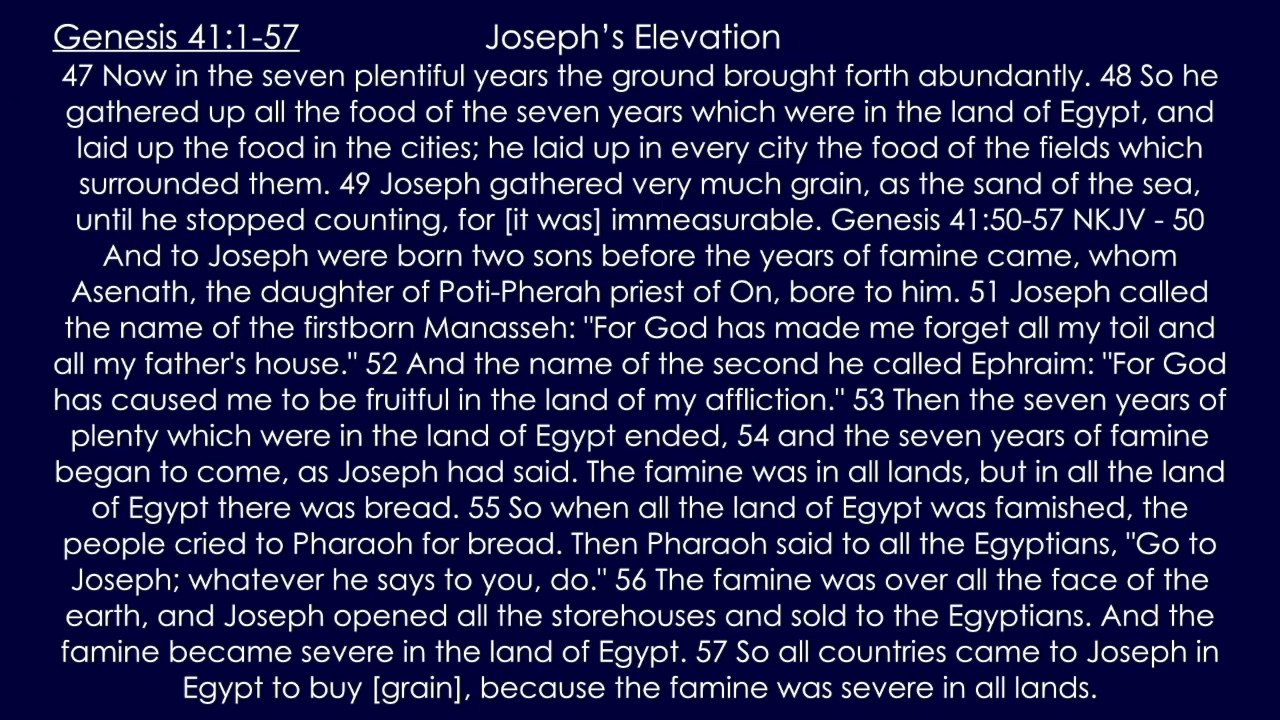 Genesis 41:1-57 Joseph’s Elevation
47 Now in the seven plentiful years the ground brought forth abundantly. 48 So he
gathered up all the food of the seven years which were in the land of Egypt, and
laid up the food in the cities; he laid up in every city the food of the fields which
surrounded them. 49 Joseph gathered very much grain, as the sand of the sea,
until he stopped counting, for [it was] immeasurable. Genesis 41:50-57 NKJV - 50
And to Joseph were born two sons before the years of famine came, whom
Asenath, the daughter of Poti-Pherah priest of On, bore to him. 51 Joseph called
the name of the firstborn Manasseh: "For God has made me forget all my toil and
all my father's house." 52 And the name of the second he called Ephraim: "For God
has caused me to be fruitful in the land of my affliction." 53 Then the seven years of
plenty which were in the land of Egypt ended, 54 and the seven years of famine
began to come, as Joseph had said. The famine was in all lands, but in all the land
of Egypt there was bread. 55 So when all the land of Egypt was famished, the
people cried to Pharaoh for bread. Then Pharaoh said to all the Egyptians, "Go to
Joseph; whatever he says to you, do." 56 The famine was over all the face of the
earth, and Joseph opened all the storehouses and sold to the Egyptians. And the
famine became severe in the land of Egypt. 57 So all countries came to Joseph in
Egypt to buy [grain], because the famine was severe in all lands.